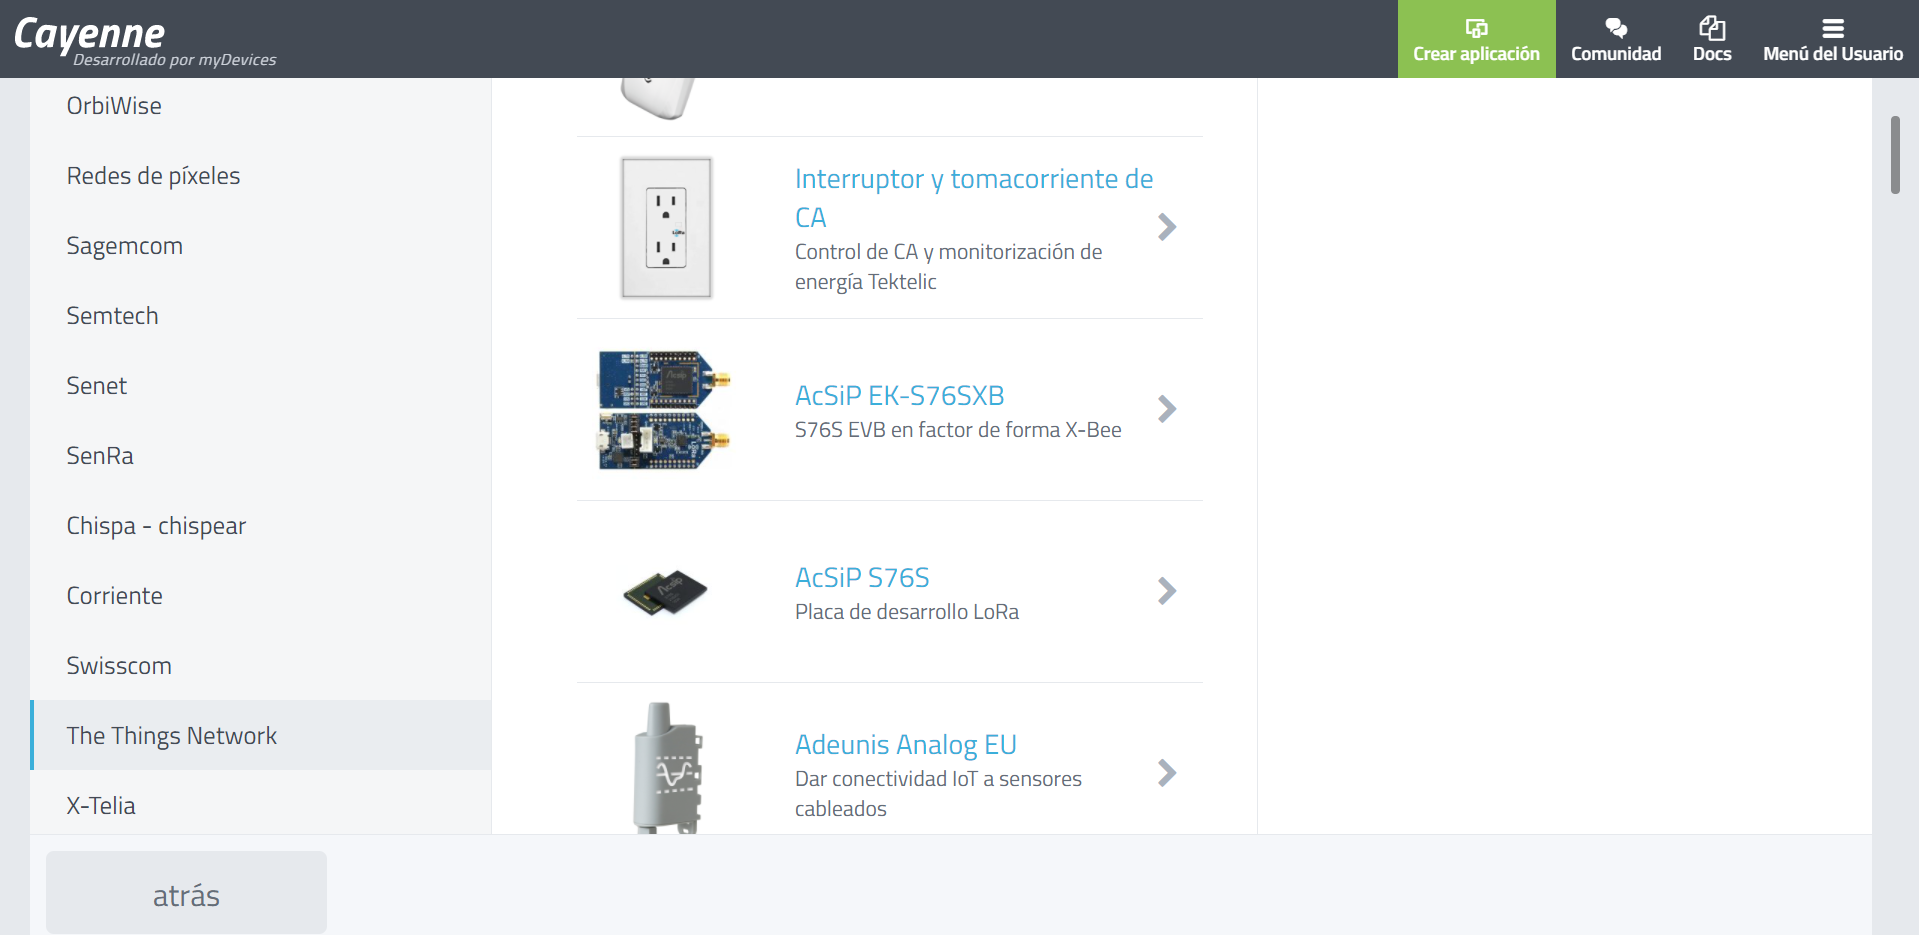 Cayenne
Desarrollado por myDevices
Crear aplicación
Comunidad
Docs
Menú del Usuario
OrbiWise
Redes de píxeles
Sagemcom
Semtech
Senet
SenRa
Chispa - chispear
Corriente
Swisscom
The Things Network
X-Telia
Interruptor y tomacorriente de
CA
Control de CA y monitorización de
energía Tektelic
AcSiP EK-S76SXB
S76S EVB en factor de forma X-Bee
AcSiP S76S
Placa de desarrollo LoRa
Adeunis Analog EU
Dar conectividad IoT a sensores
cableados
atrás